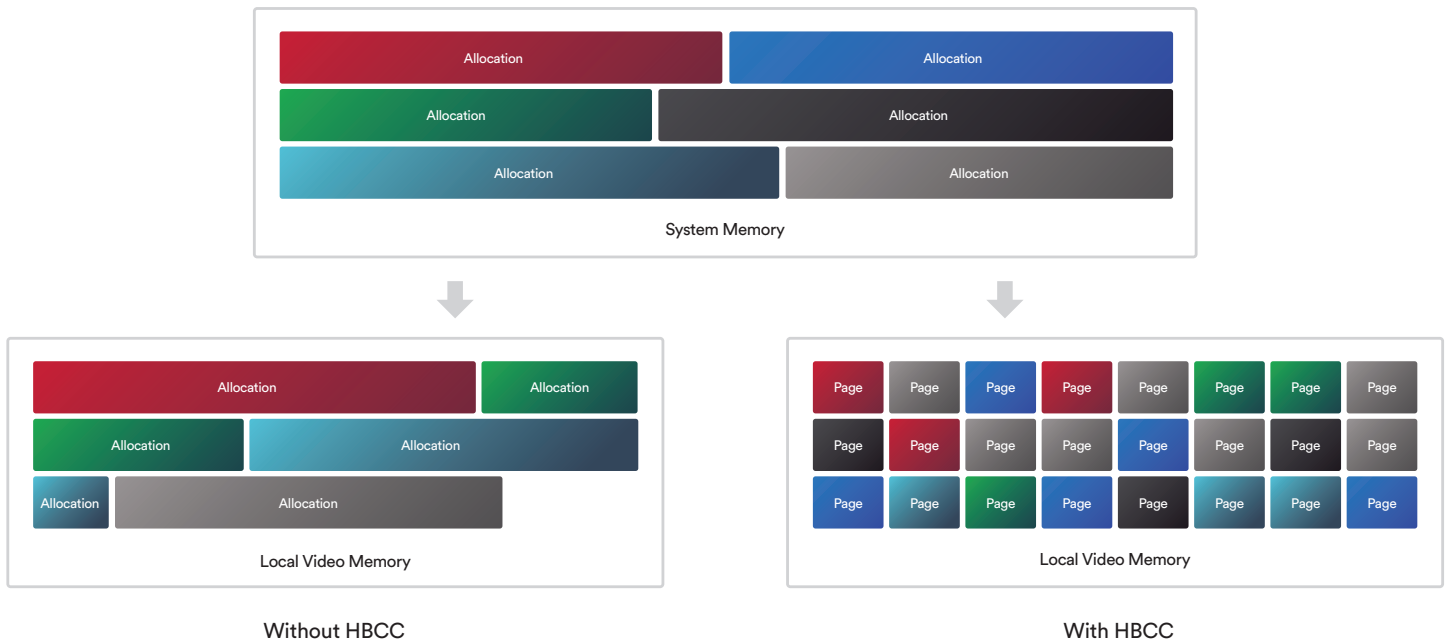 Allocation Allocation
Allocation Allocation
Allocation Allocation
System Memory
Allocation Allocation
Allocation Allocation
Allocation Allocation
Local Video Memory
Without HBCC
Page Page Page Page Page Page Page Page
Page Page Page Page Page Page Page Page
Page Page Page Page Page Page Page Page
Local Video Memory
With HBCC